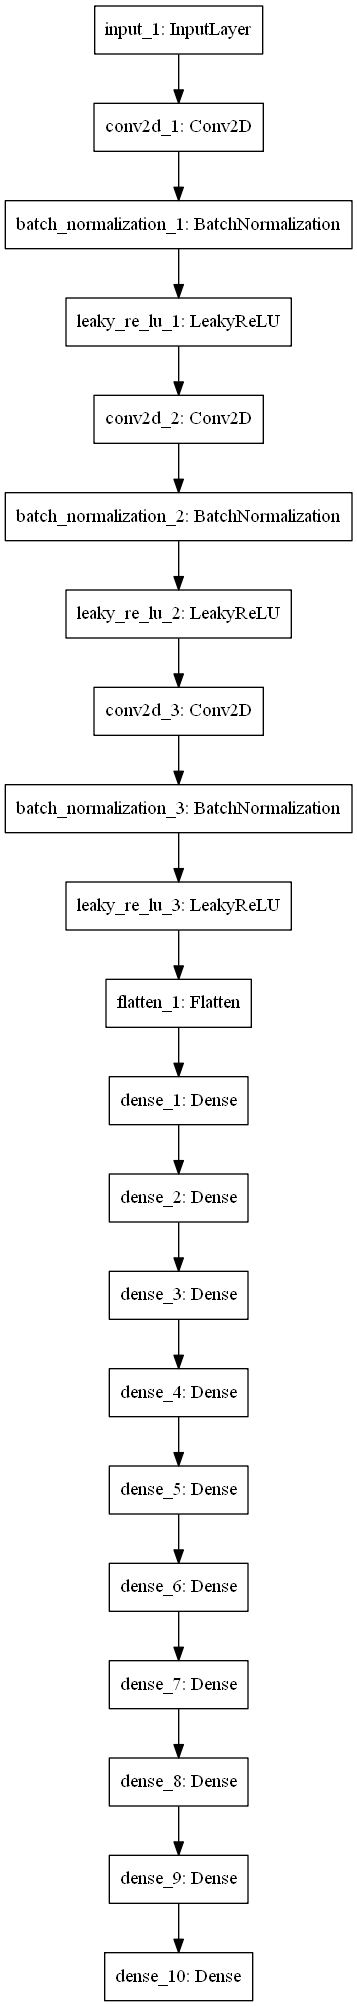 input_1: InputLayer
conv2d_1: Conv2D
batch_normalization_1: BatchNormalization
leaky_re_lu_1: LeakyReLU
conv2d_2: Conv2D
batch_normalization_2: BatchNormalization
leaky_re_lu_2: LeakyReLU
conv2d_3: Conv2D
batch_normalization_3: BatchNormalization
leaky_re_lu_3: LeakyReLU
flatten_1: Flatten
dense_1: Dense
dense_2: Dense
dense_3: Dense
dense_4: Dense
dense_5: Dense
dense_6: Dense
dense_7: Dense
dense_8: Dense
dense_9: Dense
dense_10: Dense